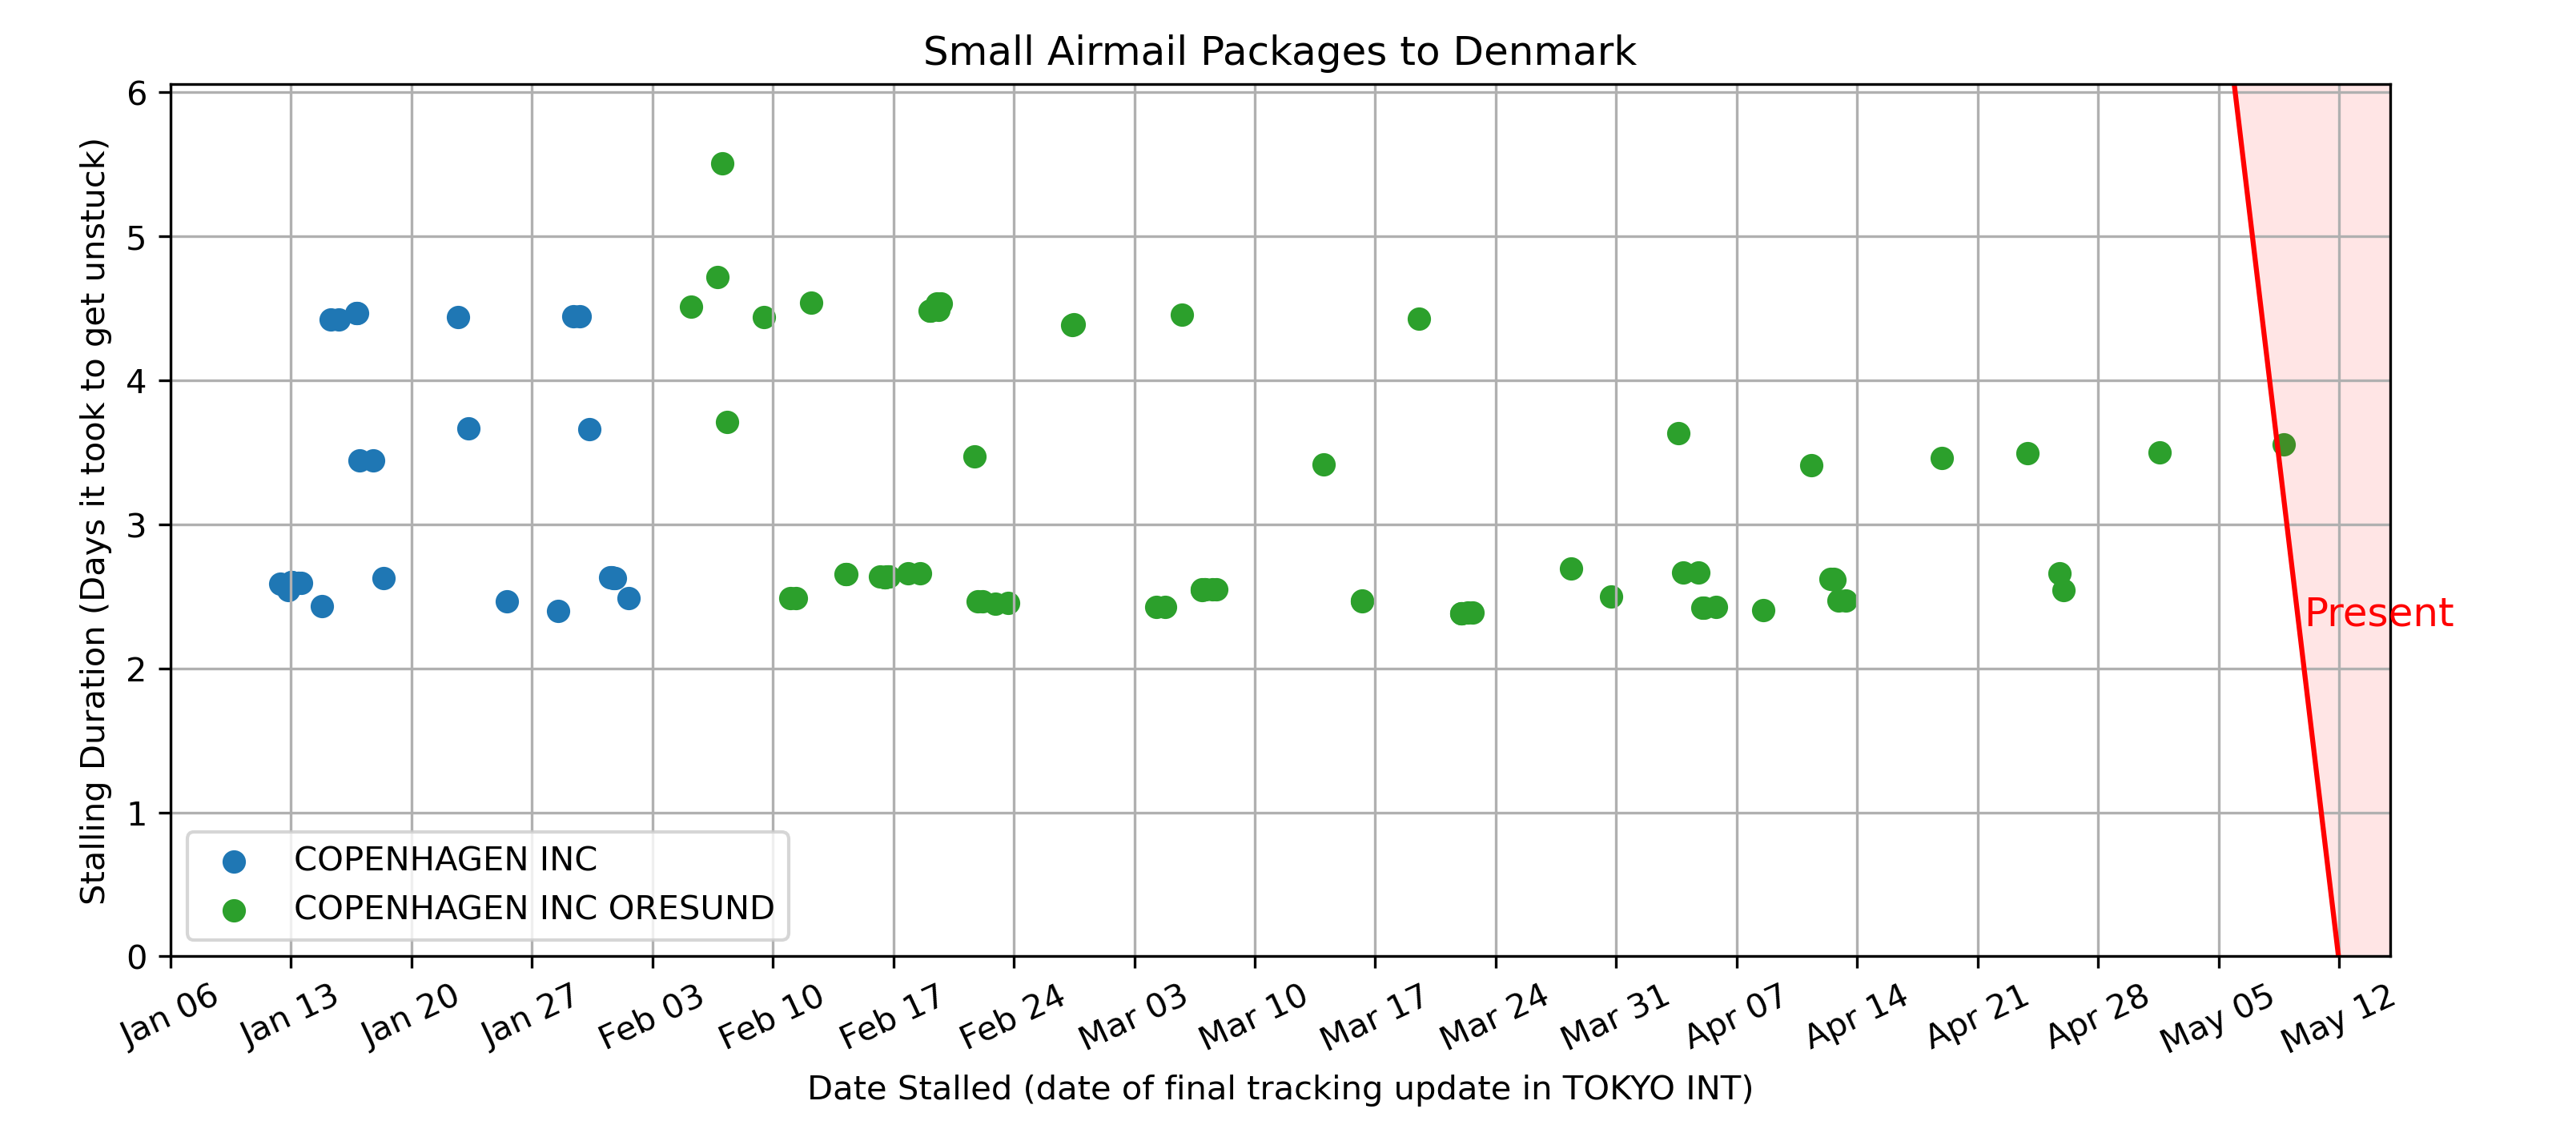 Small Airmail Packages to Denmark
Stalling Duration (Days it took to get unstuck)
6
5
4
3
2
1
0
Present
COPENHAGEN INC
COPENHAGEN INC ORESUND
Jan 06
Jan 13
Jan 20
Jan 27
Feb 03
Feb 10
Feb 17
Feb 24
Mar 03
Mar 10
Mar 17
Mar 24
Mar 31
Apr 07
Apr 14
Apr 21
Apr 28
May 05
May 12
Date Stalled (date of final tracking update in TOKYO INT)